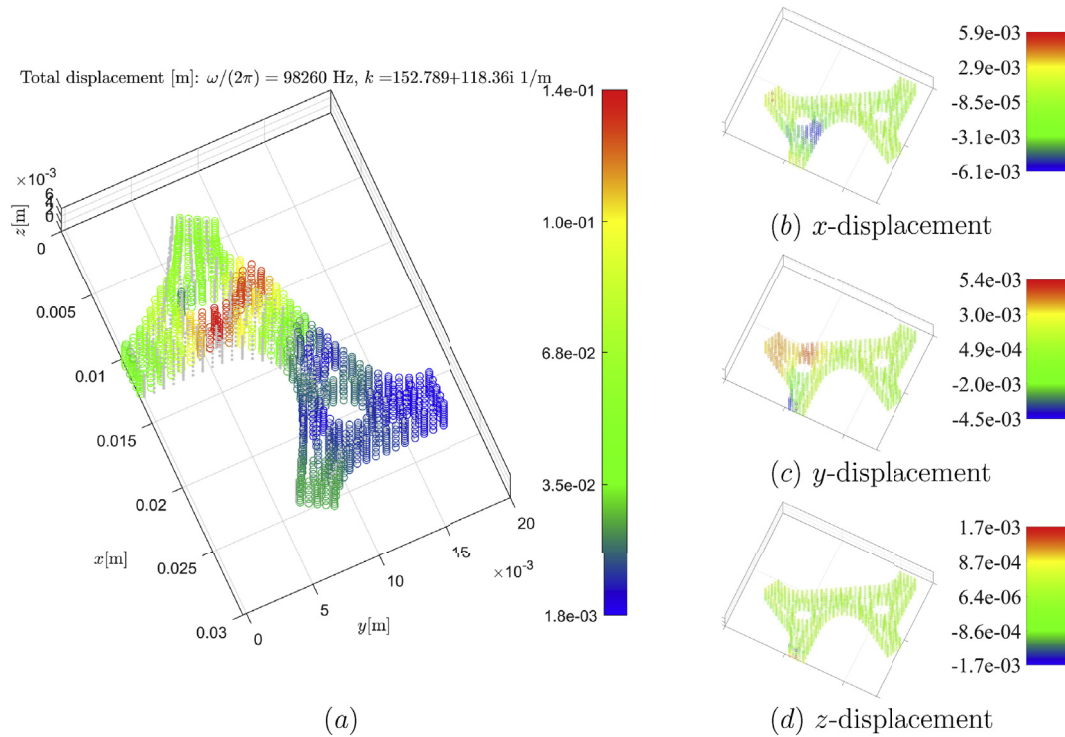 Total displacement [m]: ω/(2π) = 98260 Hz, k =152.789+118.36i 1/m
×10⁻³
6
4
2
0
z[m]
0
0.005
0.01
0.015
0.02
0.025
0.03
x[m]
0
5
10
15
20
×10⁻³
y[m]
1.4e-01
1.0e-01
6.8e-02
3.5e-02
1.8e-03
(a)
5.9e-03
2.9e-03
-8.5e-05
-3.1e-03
-6.1e-03
(b) x-displacement
5.4e-03
3.0e-03
4.9e-04
-2.0e-03
-4.5e-03
(c) y-displacement
1.7e-03
8.7e-04
6.4e-06
-8.6e-04
-1.7e-03
(d) z-displacement